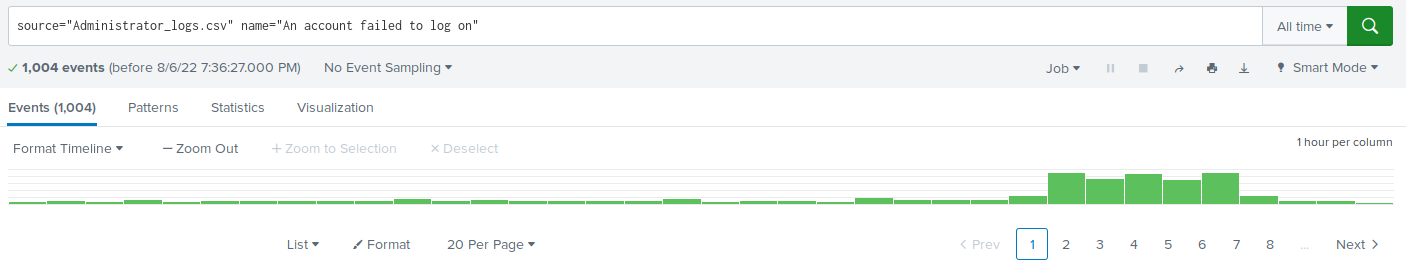 source="Administrator_logs.csv" name="An account failed to log on" All time
1,004 events (before 8/6/22 7:36:27.000 PM) No Event Sampling Job Smart Mode
Events (1,004) Patterns Statistics Visualization
Format Timeline — Zoom Out + Zoom to Selection × Deselect 1 hour per column
List Format 20 Per Page < Prev 1 2 3 4 5 6 7 8 ... Next >